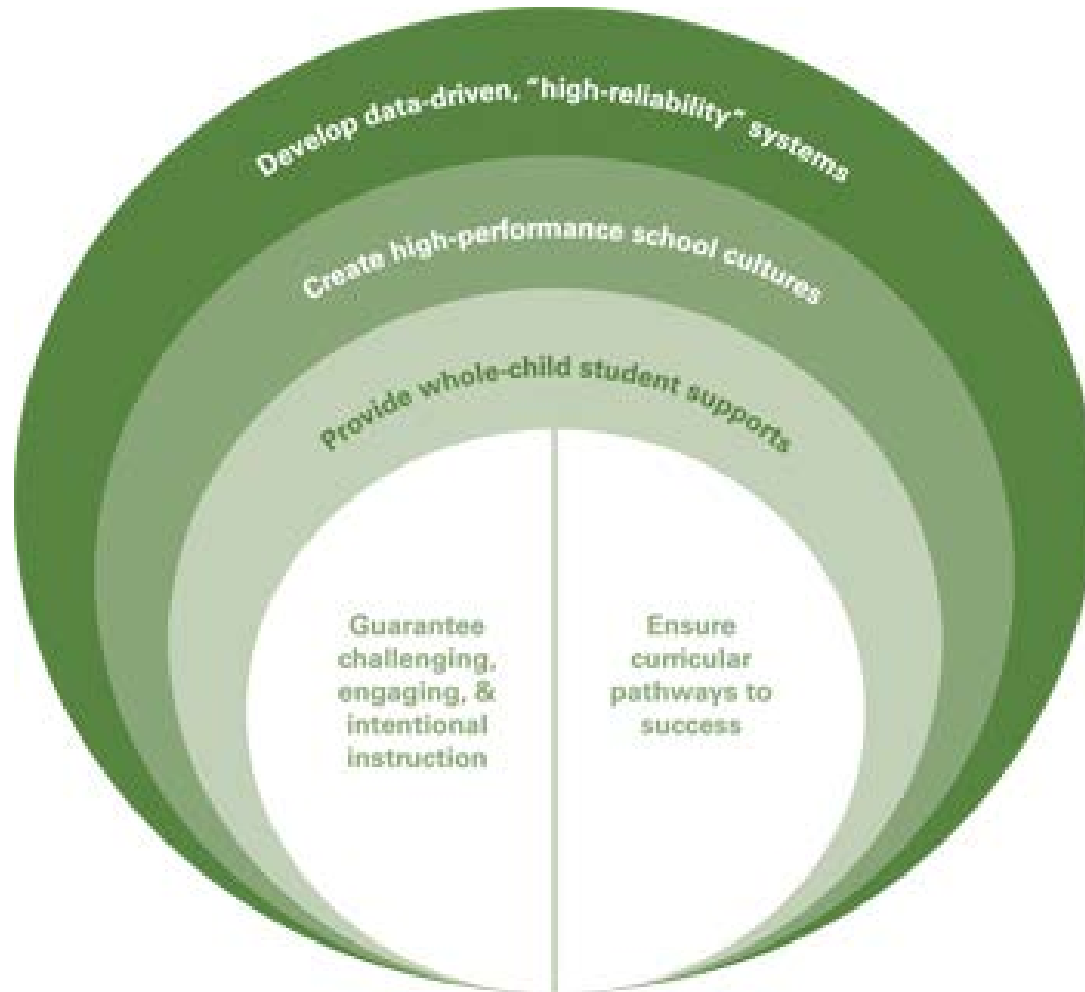 Develop data-driven, "high-reliability" systems
Create high-performance school cultures
Provide whole-child student supports
Guarantee
challenging,
engaging, &
intentional
instruction
Ensure
curricular
pathways to
success